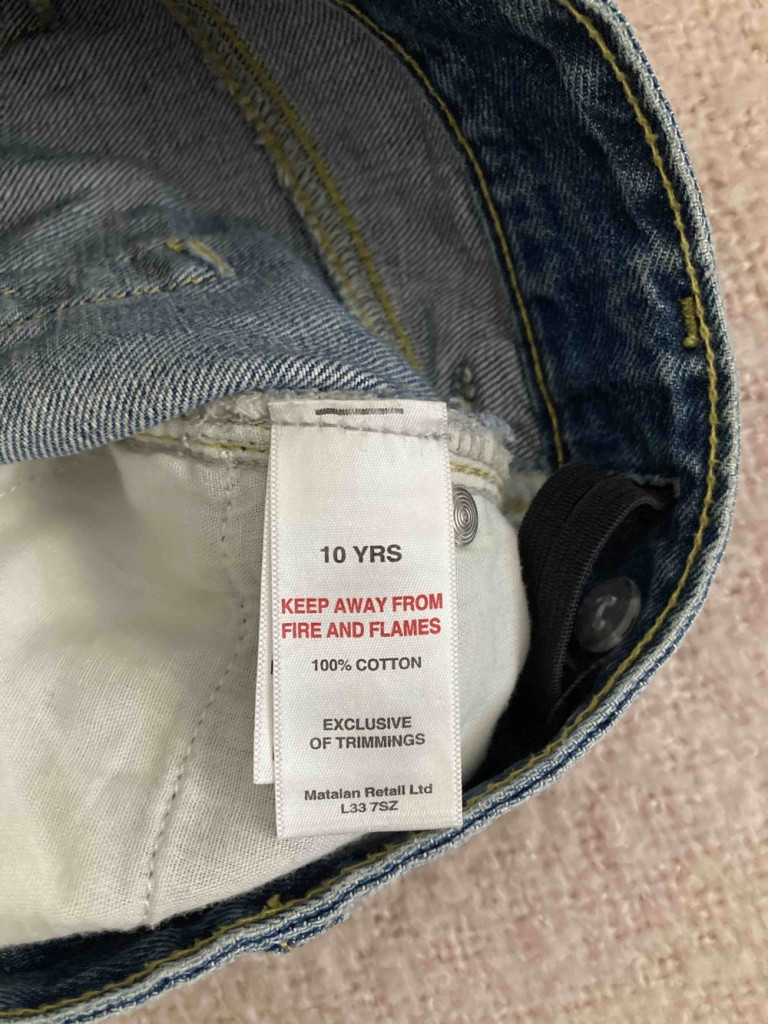 10 YRS
KEEP AWAY FROM
FIRE AND FLAMES
100% COTTON
EXCLUSIVE
OF TRIMMINGS
Matalan Retail Ltd
L33 7SZ